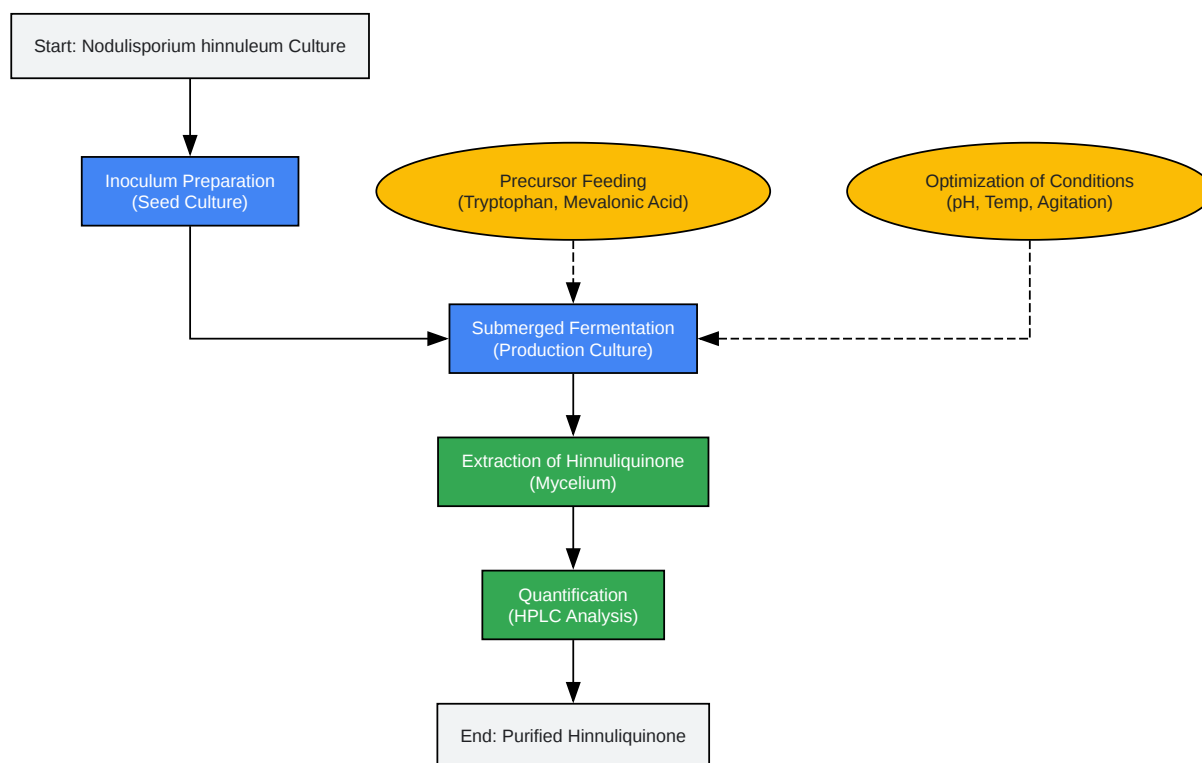 Start: Nodulisporium hinnuleum Culture
Inoculum Preparation
(Seed Culture)
Precursor Feeding
(Tryptophan, Mevalonic Acid)
Optimization of Conditions
(pH, Temp, Agitation)
Submerged Fermentation
(Production Culture)
Extraction of Hinnuliquinone
(Mycelium)
Quantification
(HPLC Analysis)
End: Purified Hinnuliquinone